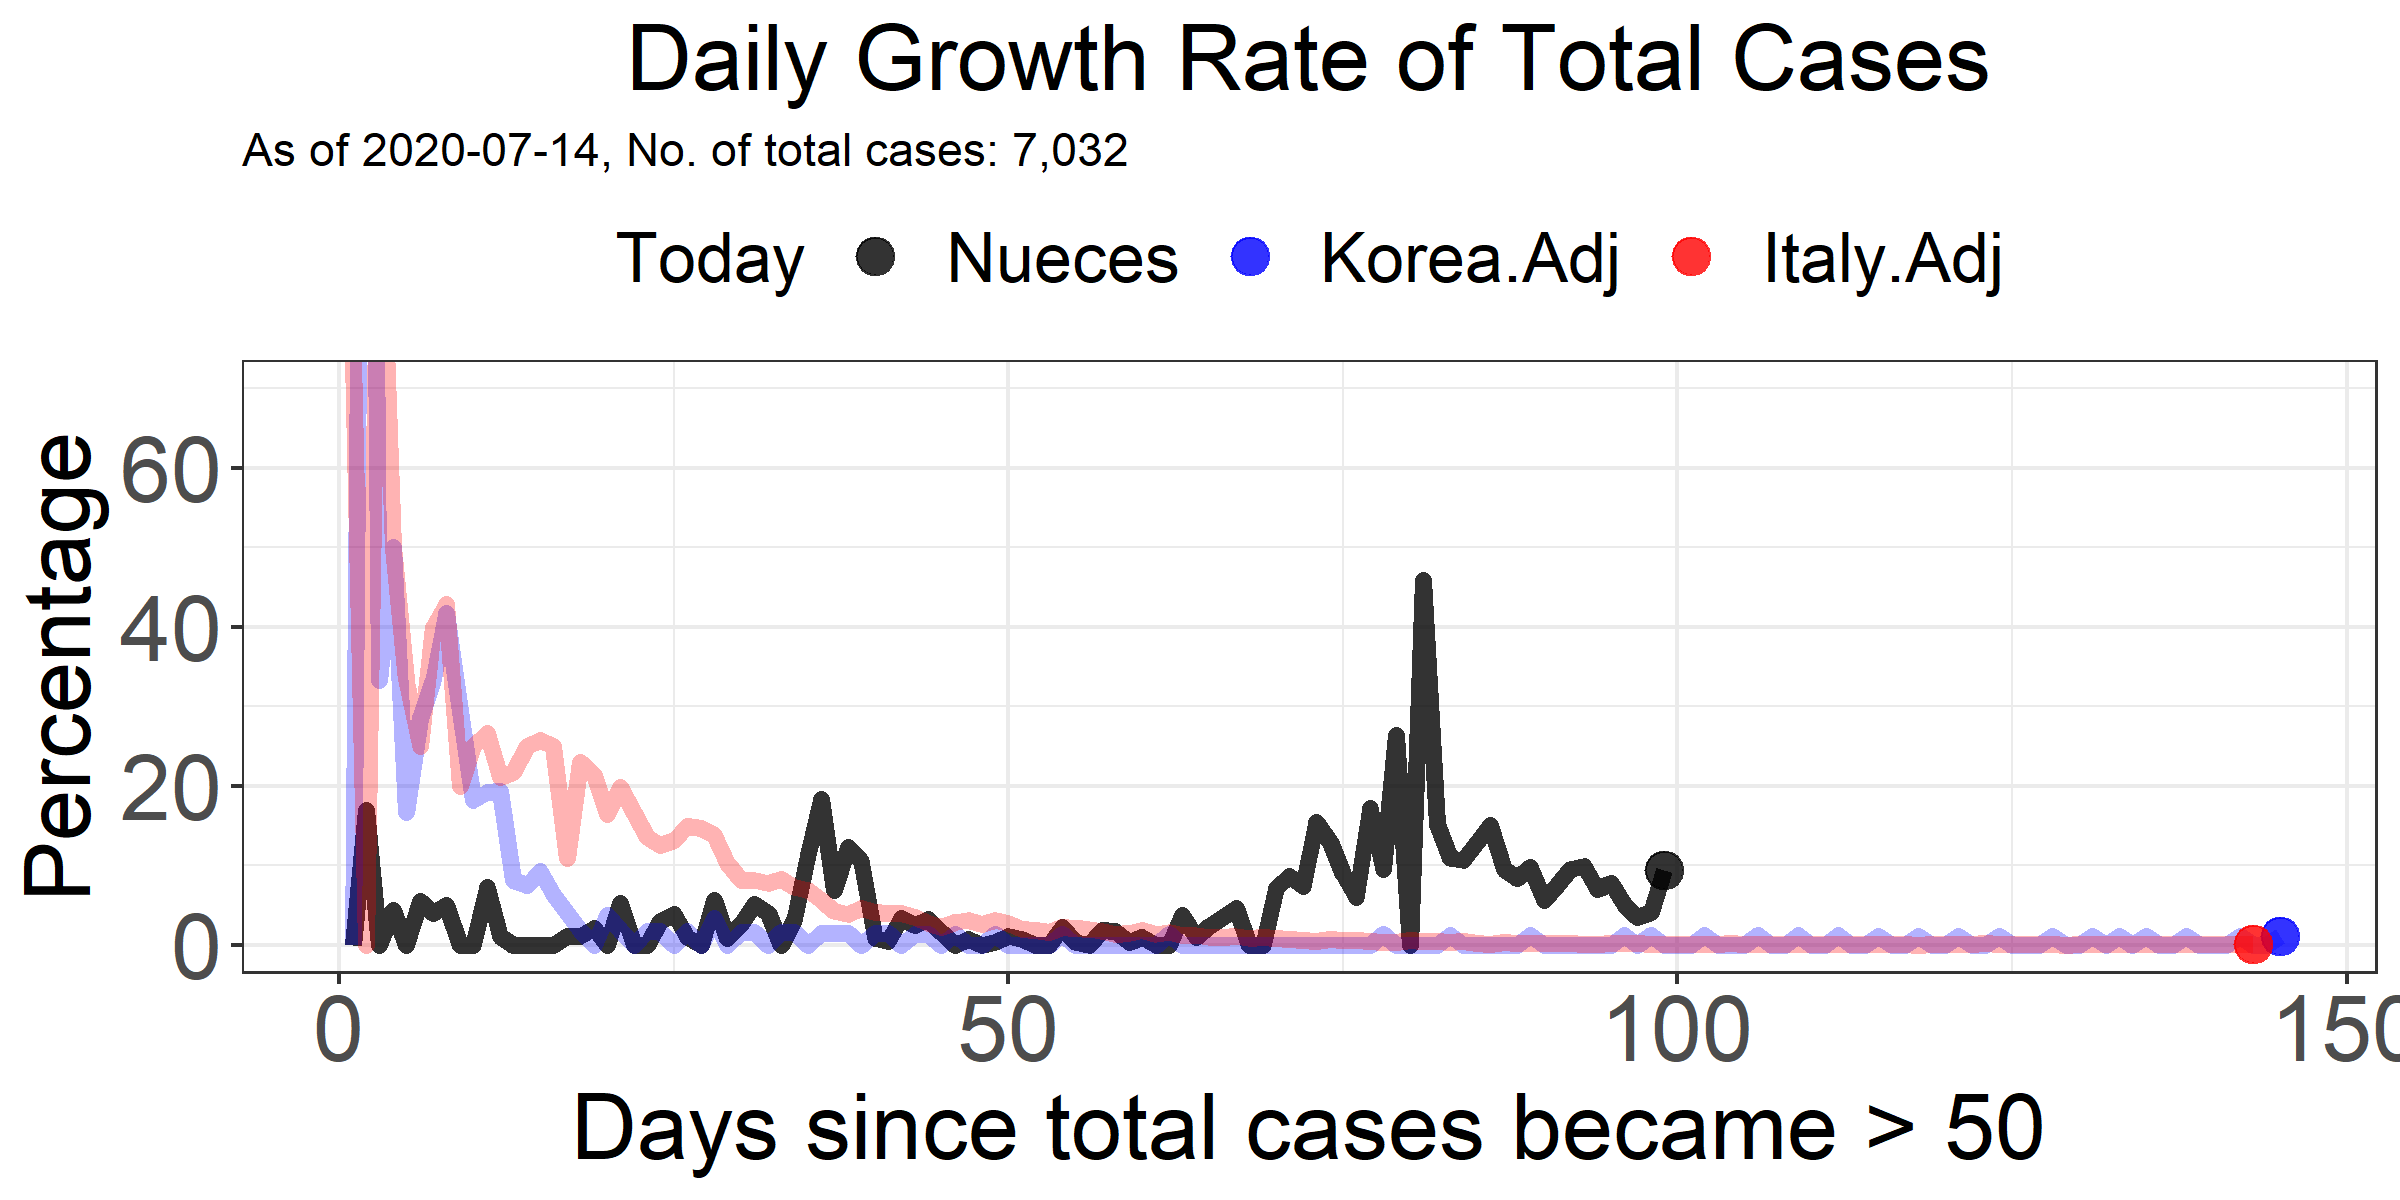 Daily Growth Rate of Total Cases
As of 2020-07-14, No. of total cases: 7,032
Today Nueces Korea.Adj Italy.Adj
Percentage
60
40
20
0
0 50 100 150
Days since total cases became > 50